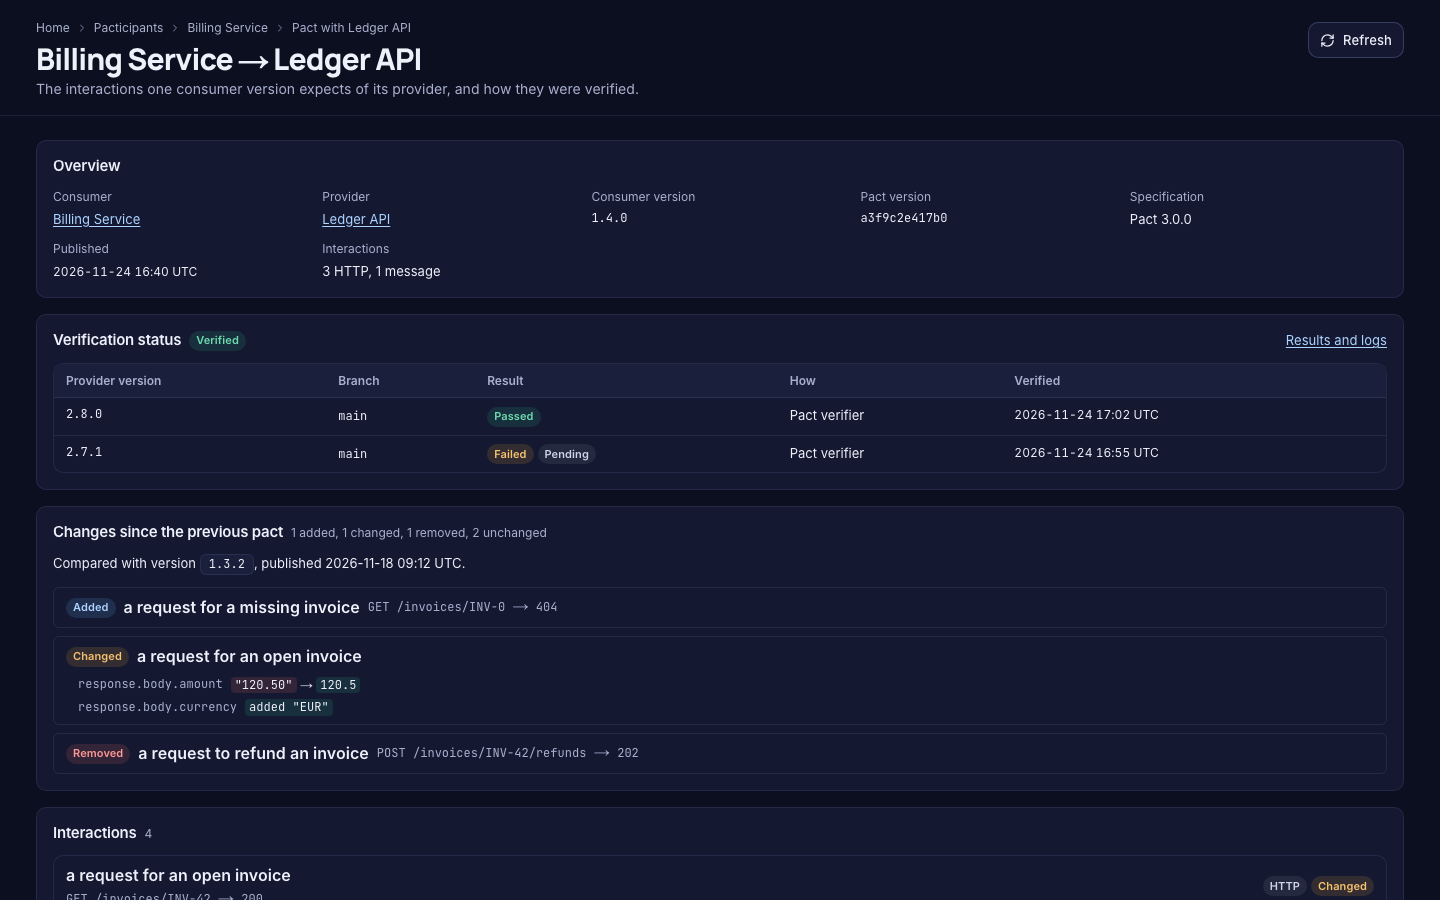 Home > Pacticipants > Billing Service > Pact with Ledger API
Billing Service → Ledger API
The interactions one consumer version expects of its provider, and how they were verified.
Refresh
Overview
Consumer Provider Consumer version Pact version Specification
Billing Service Ledger API 1.4.0 a3f9c2e417b0 Pact 3.0.0
Published Interactions
2026-11-24 16:40 UTC 3 HTTP, 1 message
Verification status Verified Results and logs
Provider version Branch Result How Verified
2.8.0 main Passed Pact verifier 2026-11-24 17:02 UTC
2.7.1 main Failed Pending Pact verifier 2026-11-24 16:55 UTC
Changes since the previous pact 1 added, 1 changed, 1 removed, 2 unchanged
Compared with version 1.3.2, published 2026-11-18 09:12 UTC.
Added a request for a missing invoice GET /invoices/INV-0 → 404
Changed a request for an open invoice
response.body.amount "120.50" → 120.5
response.body.currency added "EUR"
Removed a request to refund an invoice POST /invoices/INV-42/refunds → 202
Interactions 4
a request for an open invoice
HTTP Changed
GET /invoices/INV-42 → 200